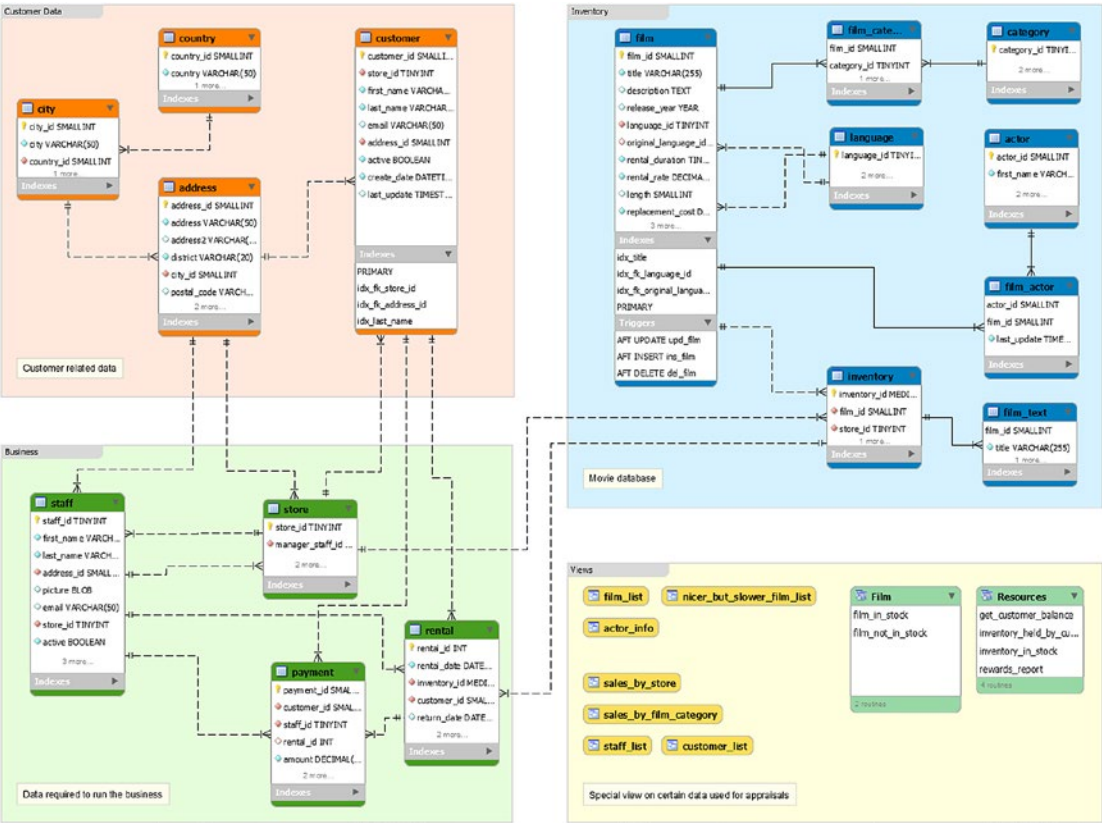 Customer Data
country
country_id SMALLINT
country VARCHAR(50)
1 more...
Indexes
city
city_id SMALLINT
city VARCHAR(50)
country_id SMALLINT
1 more...
Indexes
address
address_id SMALLINT
address VARCHAR(50)
address2 VARCHAR(...
district VARCHAR(20)
city_id SMALLINT
postal_code VARCH...
2 more...
Indexes
customer
customer_id SMALLI...
store_id TINYINT
first_name VARCHA...
last_name VARCHAR...
email VARCHAR(50)
address_id SMALLINT
active BOOLEAN
create_date DATETI...
last_update TIMEST...
Indexes
PRIMARY
idx_fk_store_id
idx_fk_address_id
idx_last_name
Customer related data
Business
staff
staff_id TINYINT
first_name VARCH...
last_name VARCH...
address_id SMALL...
picture BLOB
email VARCHAR(50)
store_id TINYINT
active BOOLEAN
3 more...
Indexes
store
store_id TINYINT
manager_staff_id ...
2 more...
Indexes
payment
payment_id SMAL...
customer_id SMAL...
staff_id TINYINT
rental_id INT
amount DECIMAL(...
2 more...
Indexes
rental
rental_id INT
rental_date DATE...
inventory_id MEDI...
customer_id SMAL...
return_date DATE...
2 more...
Indexes
Data required to run the business
Inventory
film
film_id SMALLINT
title VARCHAR(255)
description TEXT
release_year YEAR
language_id TINYINT
original_language_id...
rental_duration TIN...
rental_rate DECIMA...
length SMALLINT
replacement_cost D...
3 more...
Indexes
idx_title
idx_fk_language_id
idx_fk_original_langua...
PRIMARY
Triggers
AFT UPDATE upd_film
AFT INSERT ins_film
AFT DELETE del_film
film_cate...
film_id SMALLINT
category_id TINYINT
1 more...
Indexes
category
category_id TINYI...
2 more...
Indexes
language
language_id TINYI...
2 more...
Indexes
actor
actor_id SMALLINT
first_name VARCH...
2 more...
Indexes
film_actor
actor_id SMALLINT
film_id SMALLINT
last_update TIME...
Indexes
inventory
inventory_id MEDI...
film_id SMALLINT
store_id TINYINT
1 more...
Indexes
film_text
film_id SMALLINT
title VARCHAR(255)
1 more...
Indexes
Movie database
Views
film_list
nicer_but_slower_film_list
actor_info
sales_by_store
sales_by_film_category
staff_list
customer_list
Film
film_in_stock
film_not_in_stock
2 routines
Resources
get_customer_balance
inventory_held_by_cu...
inventory_in_stock
rewards_report
4 routines
Special view on certain data used for appraisals